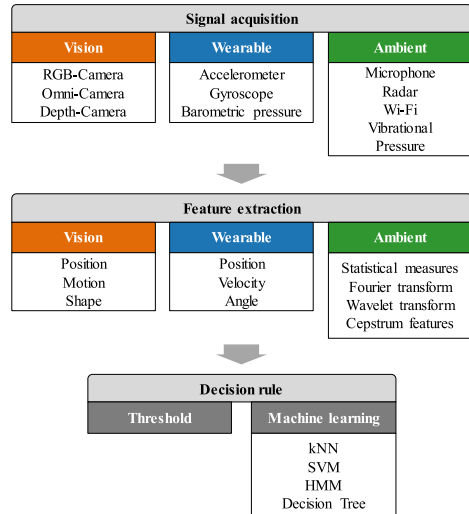 Signal acquisition
Vision
RGB-Camera
Omni-Camera
Depth-Camera
Wearable
Accelerometer
Gyroscope
Barometric pressure
Ambient
Microphone
Radar
Wi-Fi
Vibrational
Pressure
Feature extraction
Vision
Position
Motion
Shape
Wearable
Position
Velocity
Angle
Ambient
Statistical measures
Fourier transform
Wavelet transform
Cepstrum features
Decision rule
Threshold
Machine learning
kNN
SVM
HMM
Decision Tree